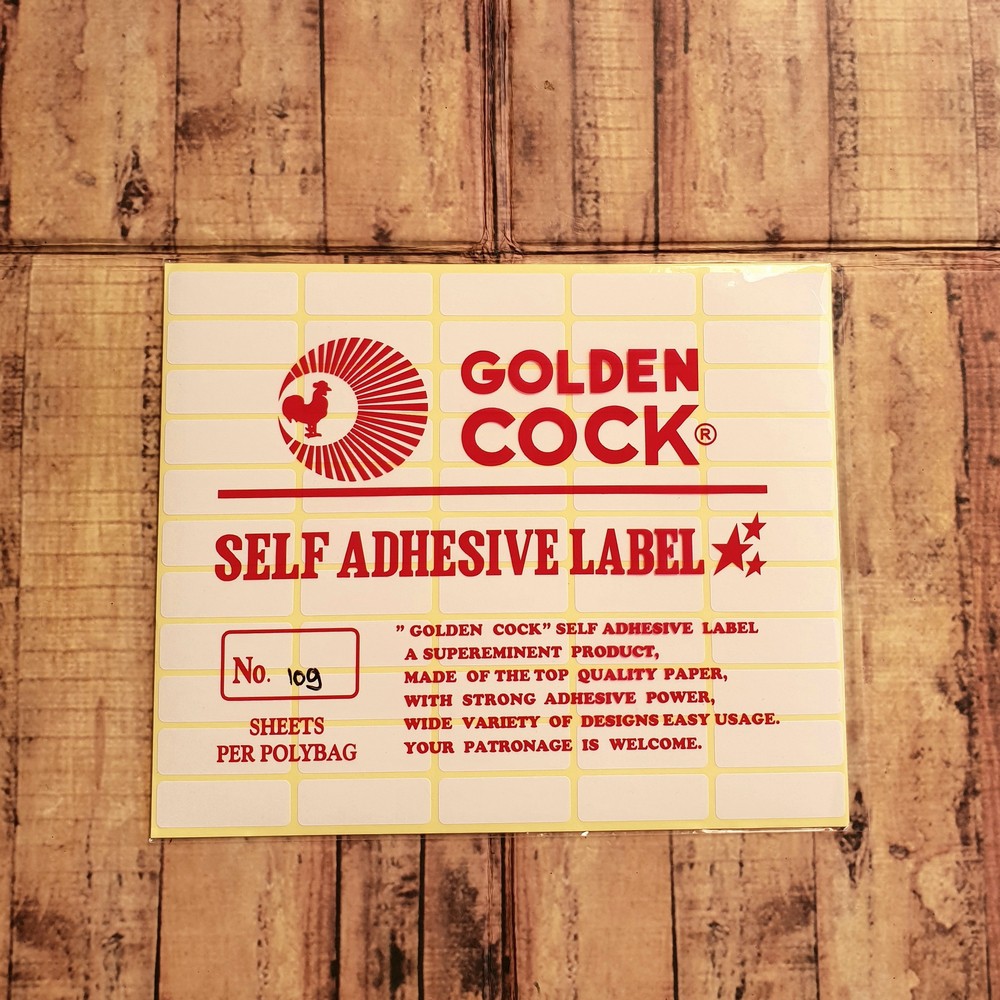 GOLDEN
COCK®
SELF ADHESIVE LABEL
No. 109
SHEETS
PER POLYBAG
" GOLDEN COCK" SELF ADHESIVE LABEL
A SUPEREMINENT PRODUCT,
MADE OF THE TOP QUALITY PAPER,
WITH STRONG ADHESIVE POWER,
WIDE VARIETY OF DESIGNS EASY USAGE.
YOUR PATRONAGE IS WELCOME.